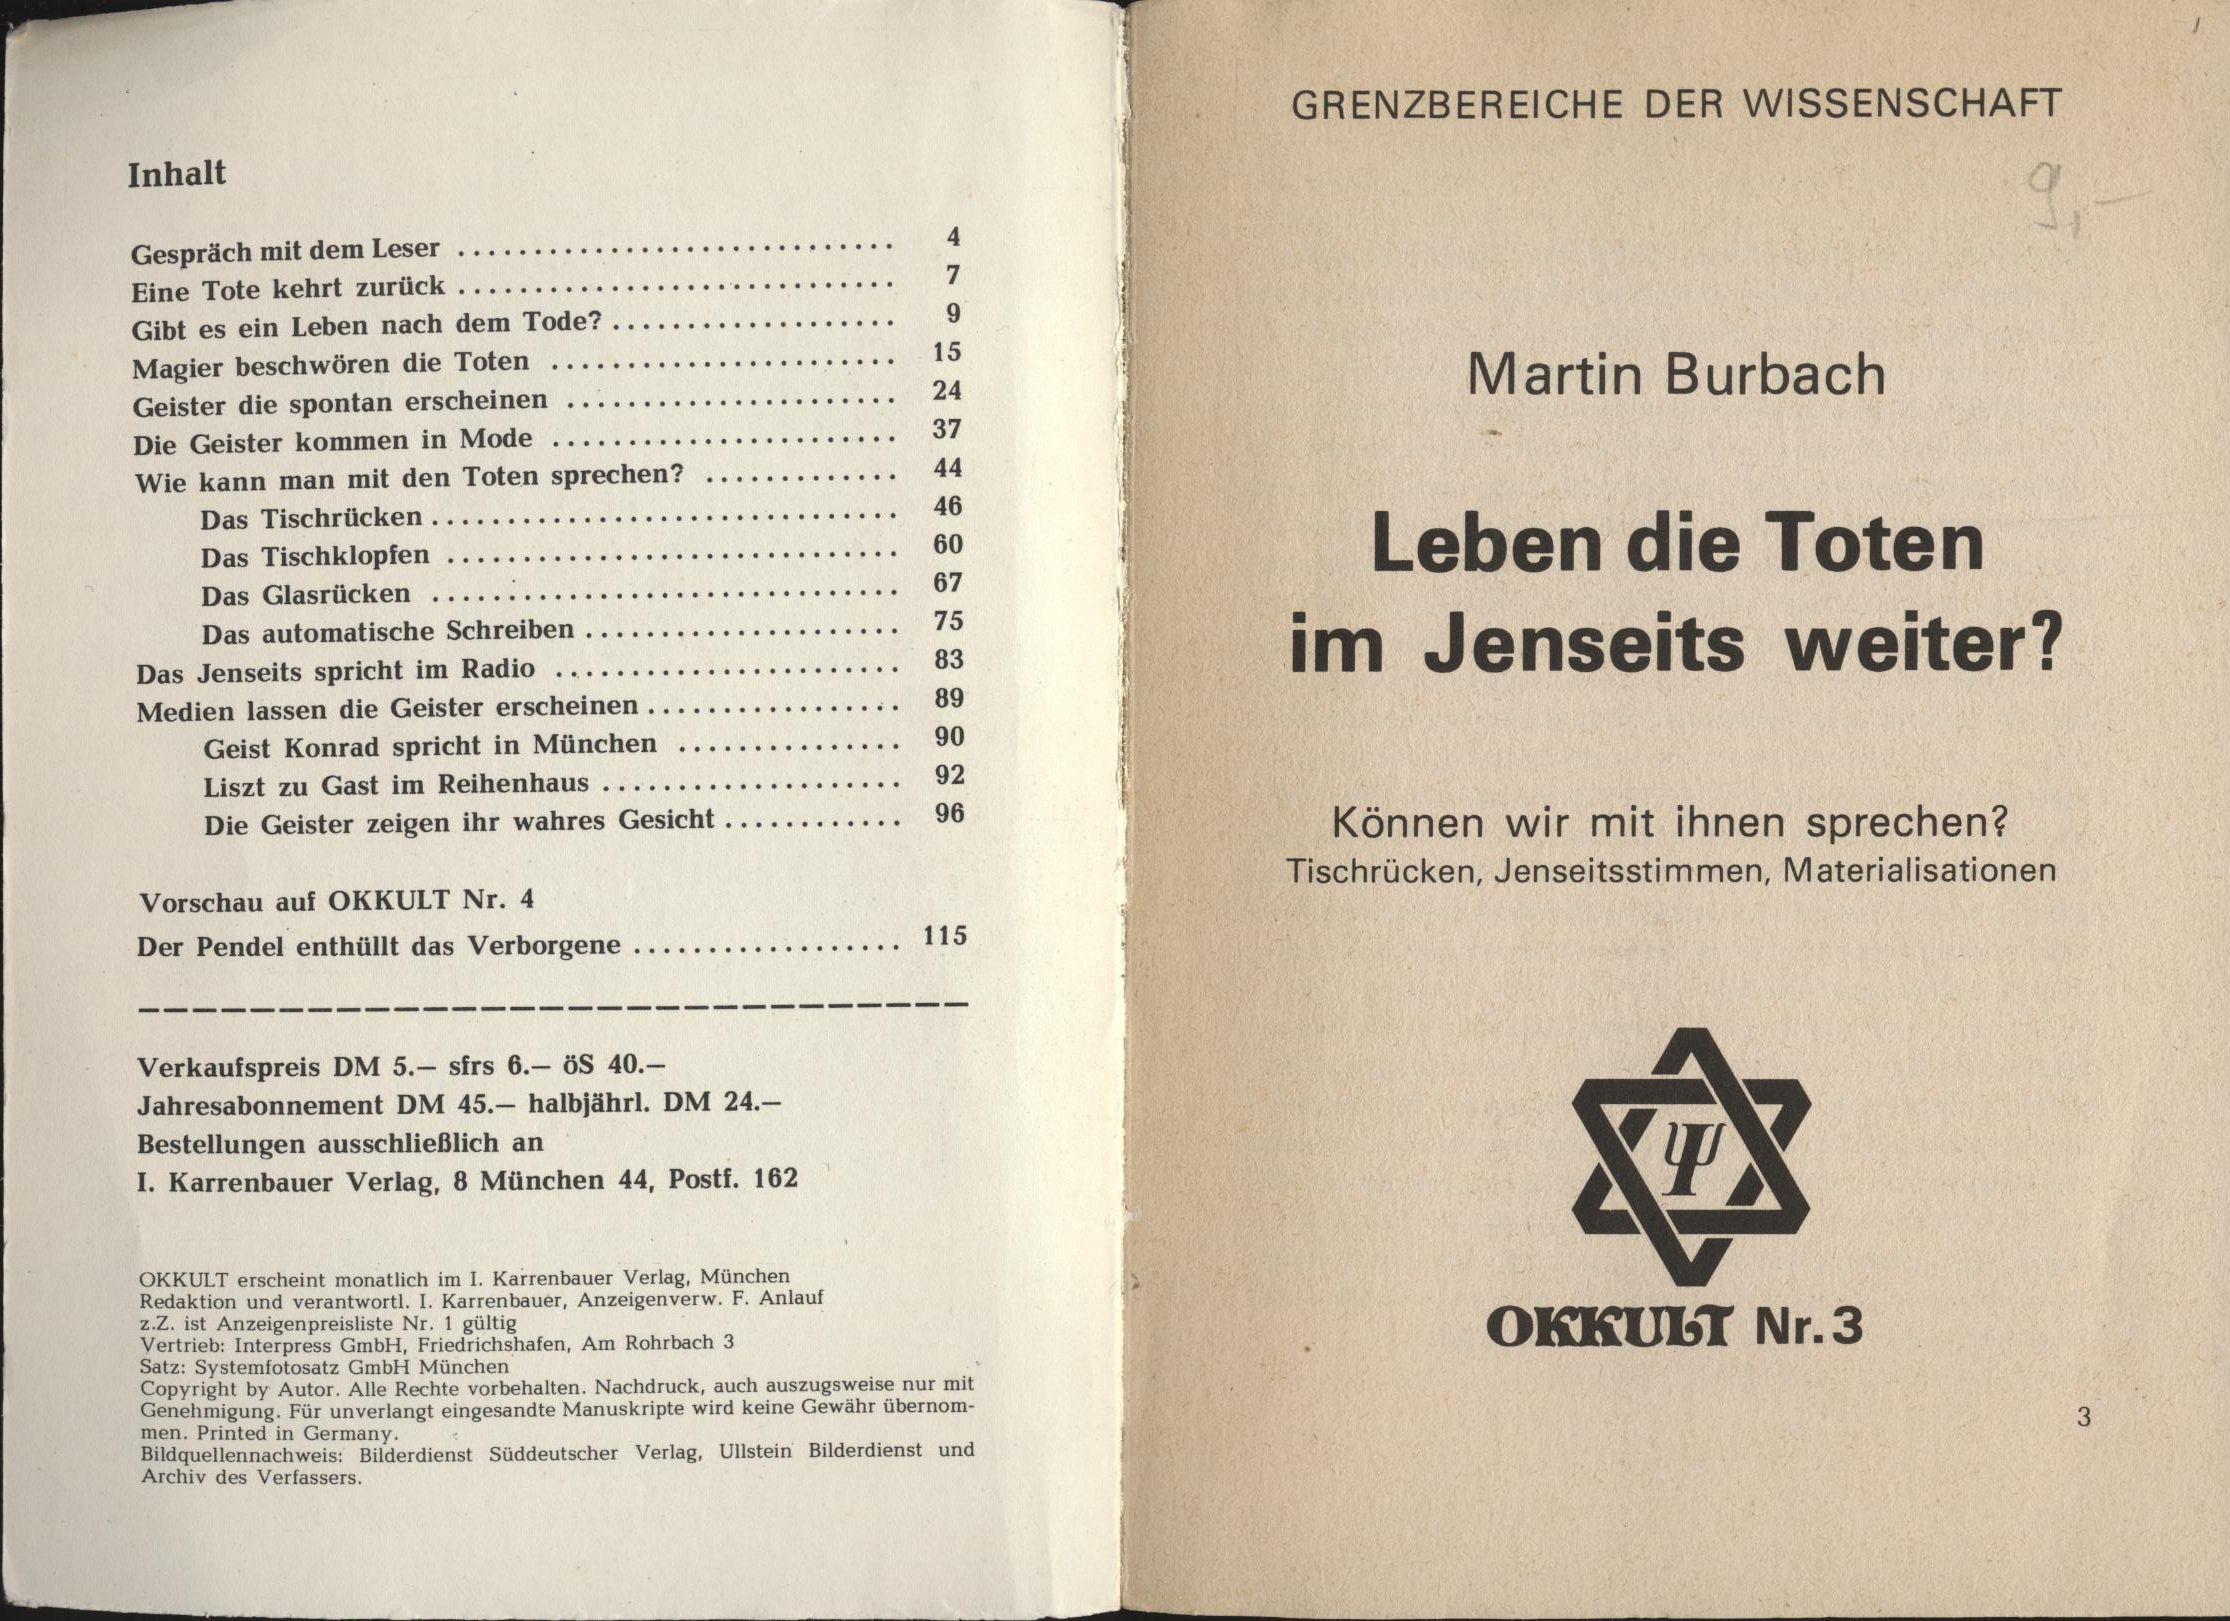 Inhalt
Gespräch mit dem Leser ............................. 4
Eine Tote kehrt zurück ............................. 7
Gibt es ein Leben nach dem Tode? ................... 9
Magier beschwören die Toten ....................... 15
Geister die spontan erscheinen ...................... 24
Die Geister kommen in Mode ....................... 37
Wie kann man mit den Toten sprechen? ............. 44
Das Tischrücken ............................... 46
Das Tischklopfen .............................. 60
Das Glasrücken ............................... 67
Das automatische Schreiben ..................... 75
Das Jenseits spricht im Radio ....................... 83
Medien lassen die Geister erscheinen ................. 89
Geist Konrad spricht in München ............... 90
Liszt zu Gast im Reihenhaus .................... 92
Die Geister zeigen ihr wahres Gesicht ............ 96
Vorschau auf OKKULT Nr. 4
Der Pendel enthüllt das Verborgene .................. 115
Verkaufspreis DM 5.— sfrs 6.— öS 40.—
Jahresabonnement DM 45.— halbjährl. DM 24.—
Bestellungen ausschließlich an
I. Karrenbauer Verlag, 8 München 44, Postf. 162
OKKULT erscheint monatlich im I. Karrenbauer Verlag, München
Redaktion und verantwortl. I. Karrenbauer, Anzeigenverw. F. Anlauf
z.Z. ist Anzeigenpreisliste Nr. 1 gültig
Vertrieb: Interpress GmbH, Friedrichshafen, Am Rohrbach 3
Satz: Systemfotosatz GmbH München
Copyright by Autor. Alle Rechte vorbehalten. Nachdruck, auch auszugsweise nur mit
Genehmigung. Für unverlangt eingesandte Manuskripte wird keine Gewähr übernom-
men. Printed in Germany.
Bildquellennachweis: Bilderdienst Süddeutscher Verlag, Ullstein Bilderdienst und
Archiv des Verfassers.
GRENZBEREICHE DER WISSENSCHAFT
9,-
Martin Burbach
Leben die Toten
im Jenseits weiter?
Können wir mit ihnen sprechen?
Tischrücken, Jenseitsstimmen, Materialisationen
Ψ
OKKULT Nr. 3
3